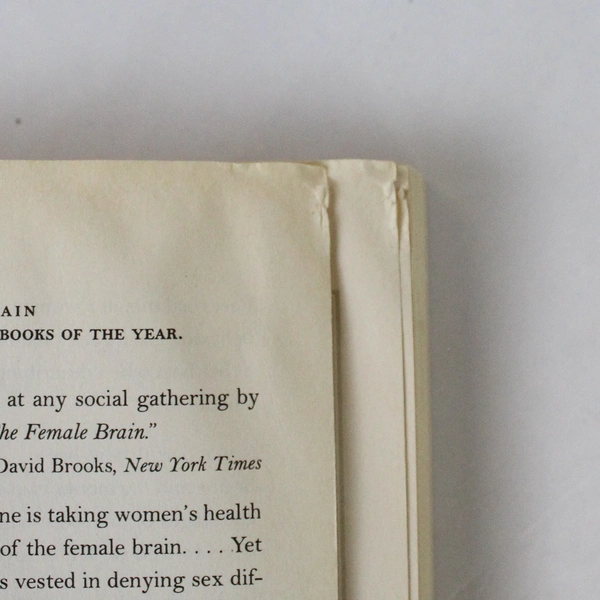 AIN
BOOKS OF THE YEAR.
at any social gathering by
he Female Brain.”
David Brooks, New York Times
ne is taking women’s health
of the female brain. . . . Yet
s vested in denying sex dif-